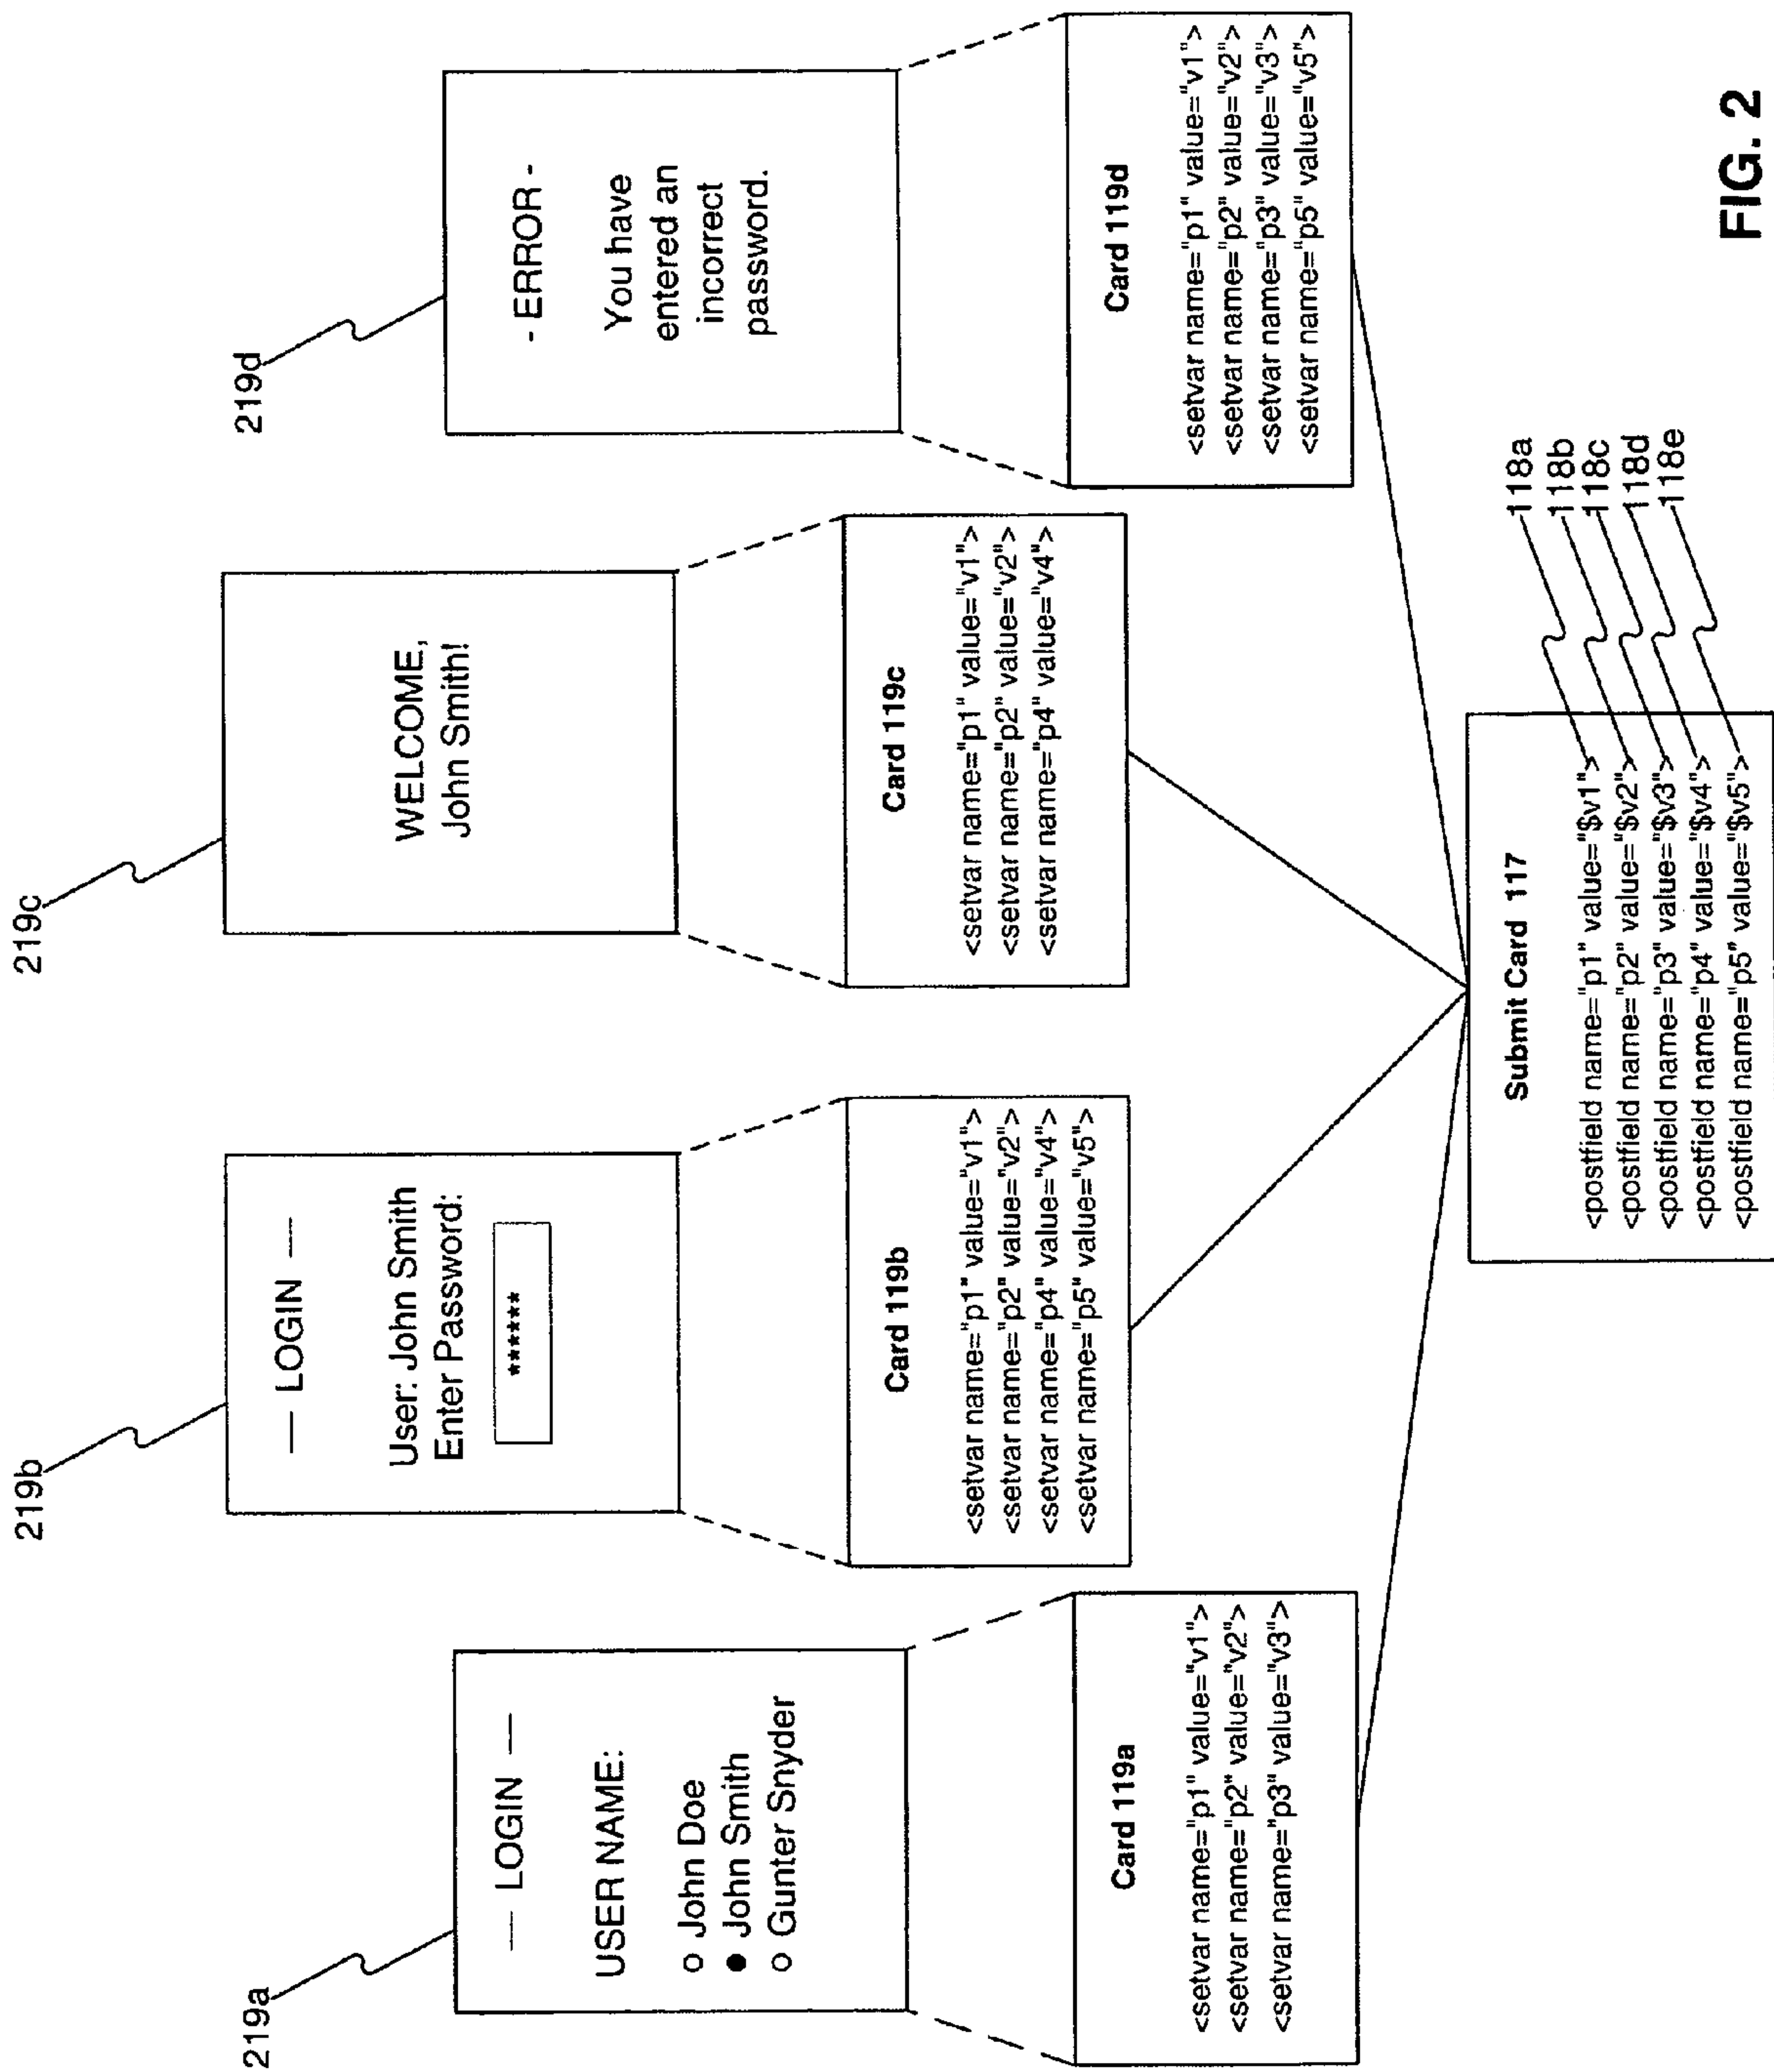 219a
— LOGIN —
USER NAME:
○ John Doe
● John Smith
○ Gunter Snyder
Card 119a
<setvar name="p1" value="v1">
<setvar name="p2" value="v2">
<setvar name="p3" value="v3">
219b
— LOGIN —
User: John Smith
Enter Password:
******
Card 119b
<setvar name="p1" value="v1">
<setvar name="p2" value="v2">
<setvar name="p4" value="v4">
<setvar name="p5" value="v5">
219c
WELCOME,
John Smith!
Card 119c
<setvar name="p1" value="v1">
<setvar name="p2" value="v2">
<setvar name="p4" value="v4">
219d
- ERROR -
You have
entered an
incorrect
password.
Card 119d
<setvar name="p1" value="v1">
<setvar name="p2" value="v2">
<setvar name="p3" value="v3">
<setvar name="p5" value="v5">
Submit Card 117
<postfield name="p1" value="$v1">
<postfield name="p2" value="$v2">
<postfield name="p3" value="$v3">
<postfield name="p4" value="$v4">
<postfield name="p5" value="$v5">
118a
118b
118c
118d
118e
FIG. 2